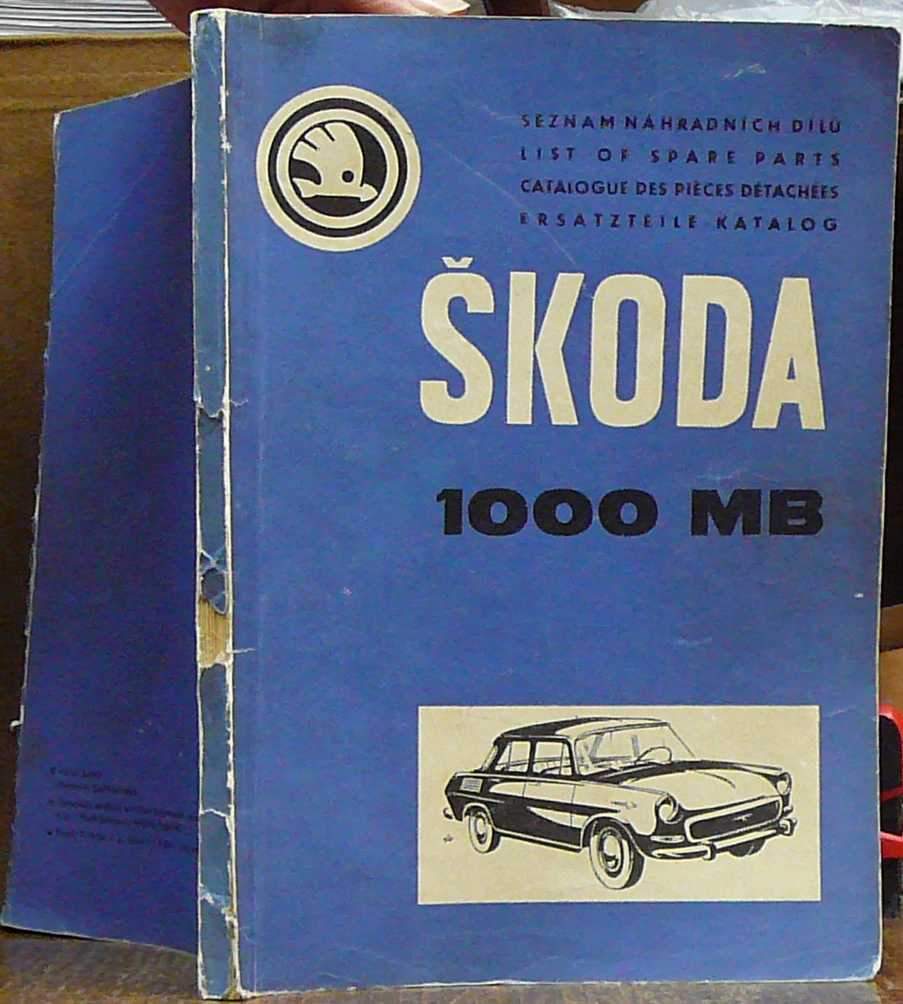 SEZNAM NÁHRADNÍCH DÍLŮ
LIST OF SPARE PARTS
CATALOGUE DES PIÈCES DÉTACHÉES
ERSATZTEILE KATALOG
ŠKODA
1000 MB